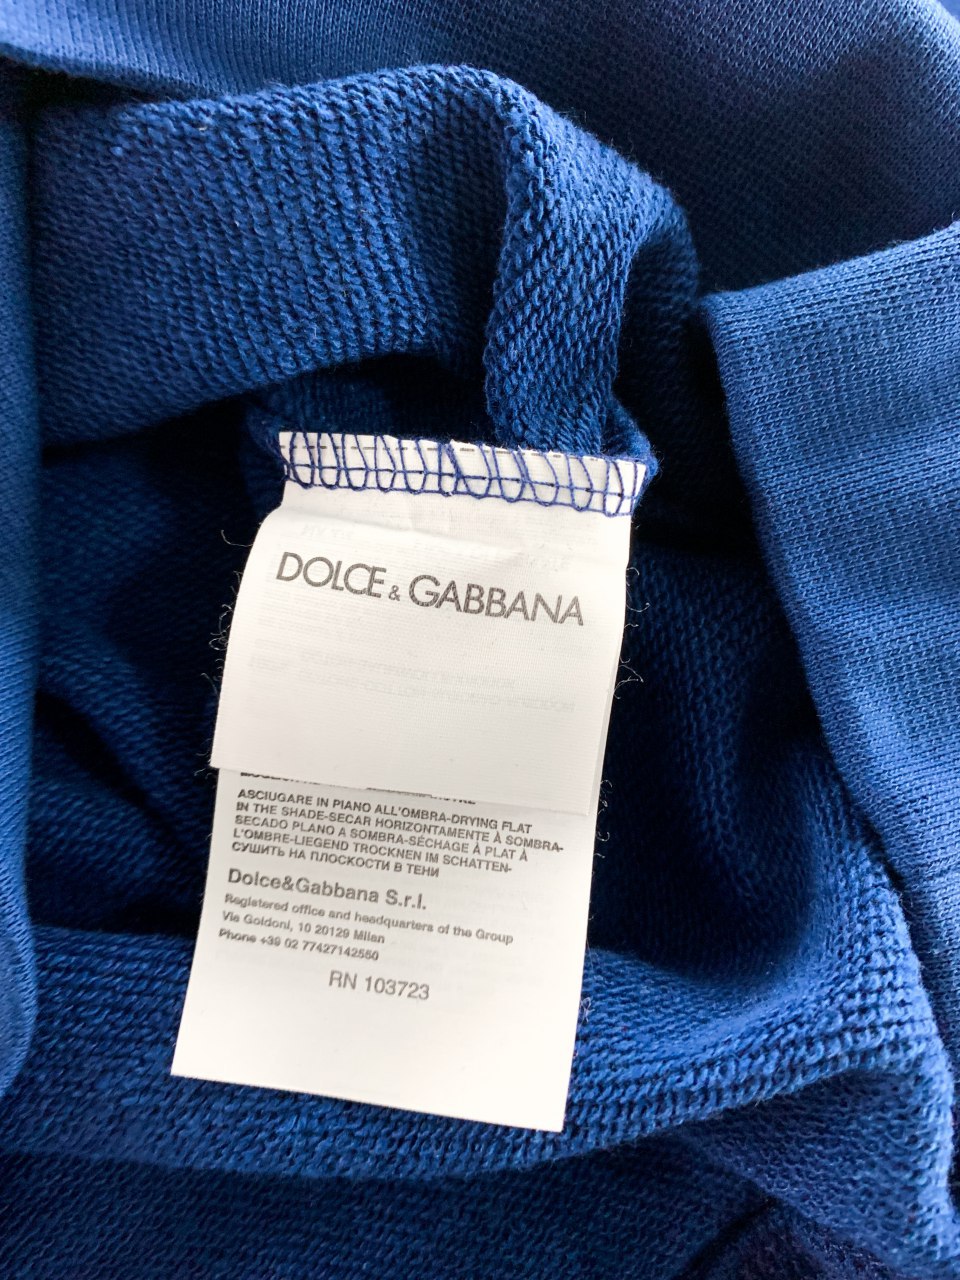 DOLCE & GABBANA
ASCIUGARE IN PIANO ALL'OMBRA-DRYING FLAT
IN THE SHADE-SECAR HORIZONTAMENTE À SOMBRA-
SECADO PLANO A SOMBRA-SÉCHAGE À PLAT À
L'OMBRE-LIEGEND TROCKNEN IM SCHATTEN-
СУШИТЬ НА ПЛОСКОСТИ В ТЕНИ
Dolce&Gabbana S.r.l.
Registered office and headquarters of the Group
Via Goldoni, 10 20129 Milan
Phone +39 02 77427142550
RN 103723